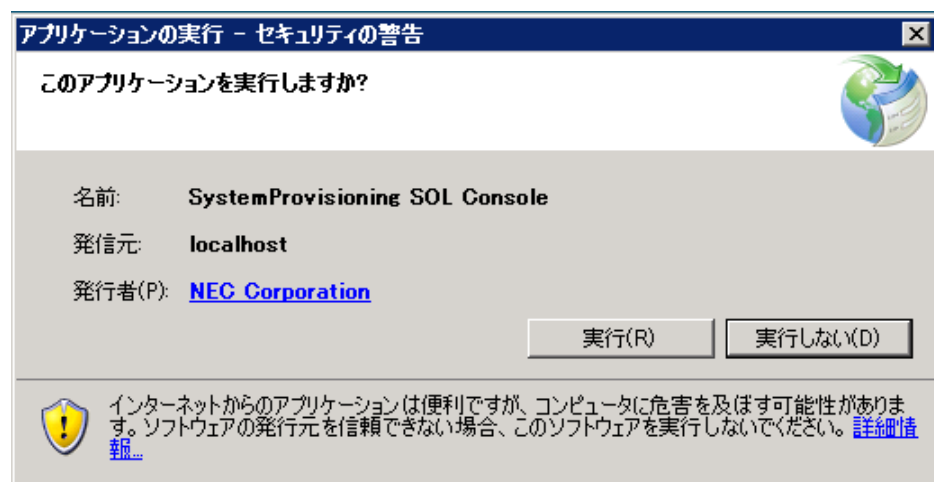 アプリケーションの実行 - セキュリティの警告
このアプリケーションを実行しますか?
名前: SystemProvisioning SOL Console
発信元: localhost
発行者(P): NEC Corporation
実行(R) 実行しない(D)
インターネットからのアプリケーションは便利ですが、コンピュータに危害を及ぼす可能性がありま
す。ソフトウェアの発行元を信頼できない場合、このソフトウェアを実行しないでください。詳細情
報...